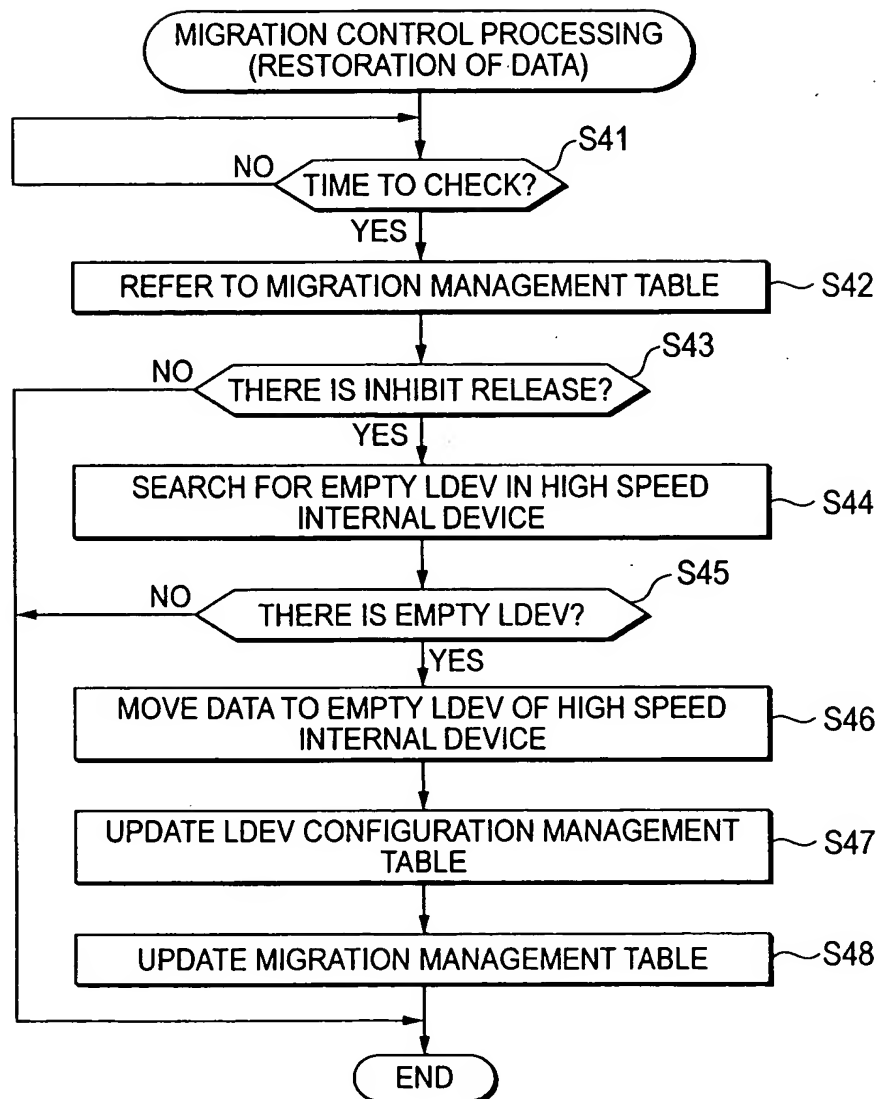 MIGRATION CONTROL PROCESSING
(RESTORATION OF DATA)
S41
NO
TIME TO CHECK?
YES
REFER TO MIGRATION MANAGEMENT TABLE
S42
S43
NO
THERE IS INHIBIT RELEASE?
YES
SEARCH FOR EMPTY LDEV IN HIGH SPEED
INTERNAL DEVICE
S44
S45
NO
THERE IS EMPTY LDEV?
YES
MOVE DATA TO EMPTY LDEV OF HIGH SPEED
INTERNAL DEVICE
S46
UPDATE LDEV CONFIGURATION MANAGEMENT
TABLE
S47
UPDATE MIGRATION MANAGEMENT TABLE
S48
END